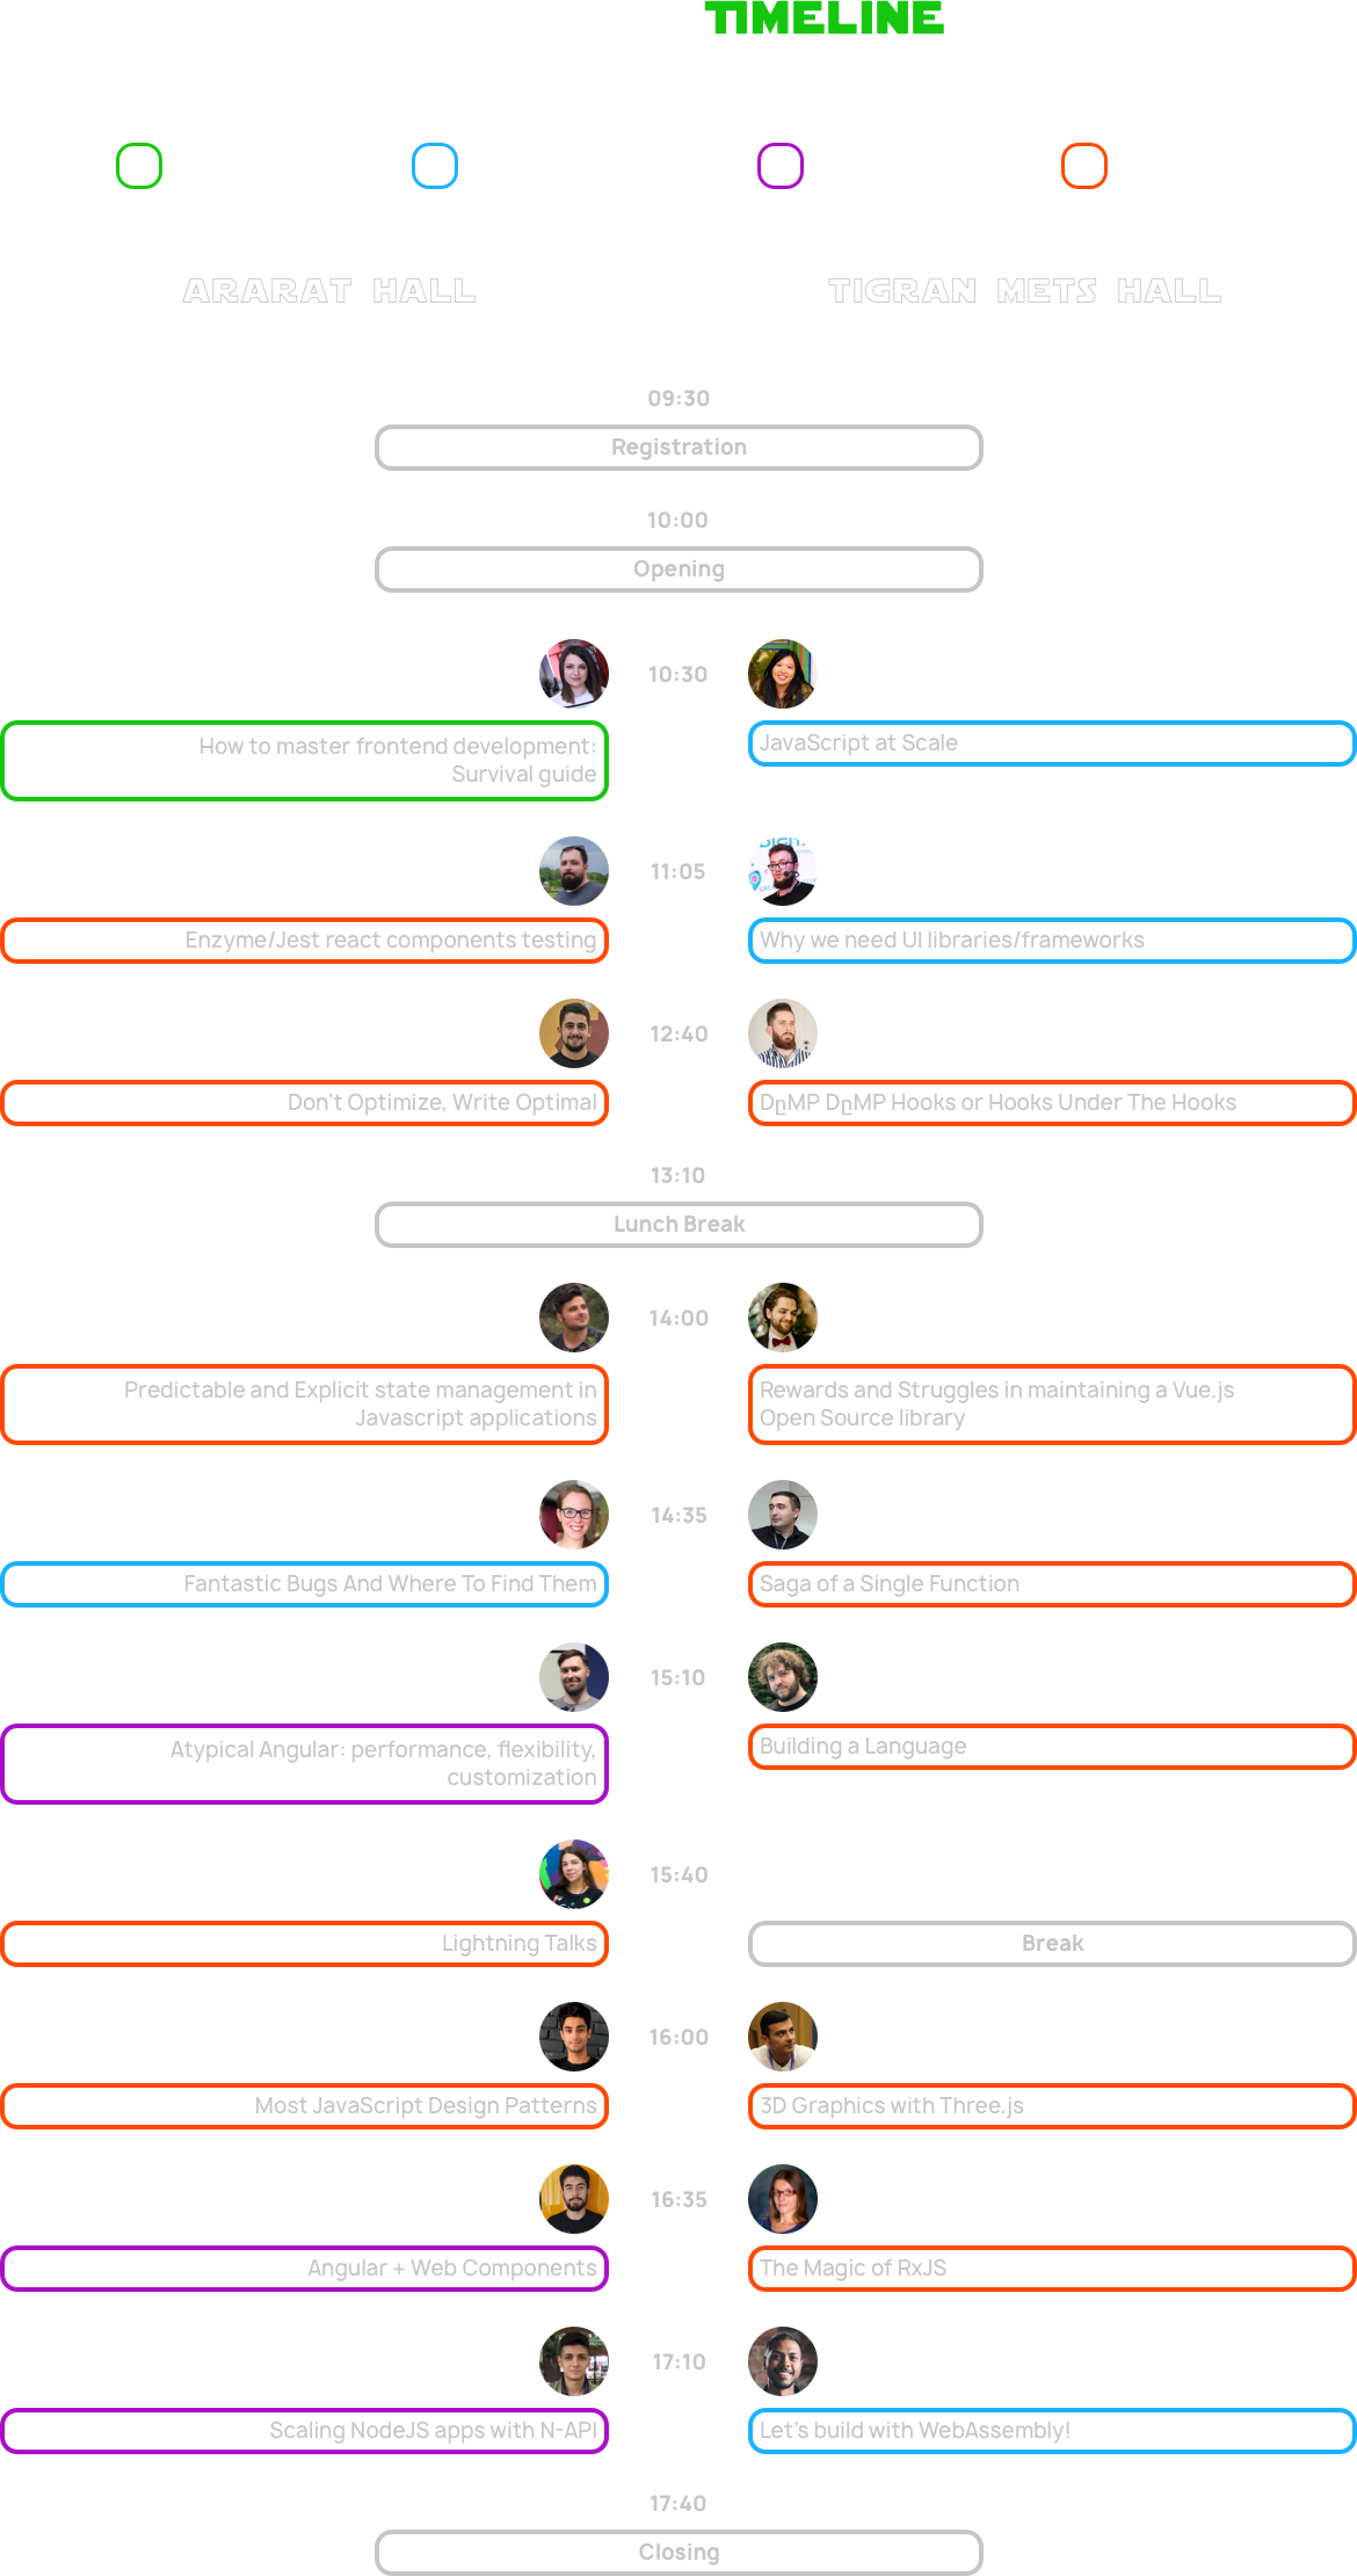 TIMELINE
ARARAT HALL
TIGRAN METS HALL
09:30
Registration
10:00
Opening
10:30
How to master frontend development:
Survival guide
JavaScript at Scale
11:05
Enzyme/Jest react components testing
Why we need UI libraries/frameworks
12:40
Don't Optimize, Write Optimal
DըMP DըMP Hooks or Hooks Under The Hooks
13:10
Lunch Break
14:00
Predictable and Explicit state management in
Javascript applications
Rewards and Struggles in maintaining a Vue.js
Open Source library
14:35
Fantastic Bugs And Where To Find Them
Saga of a Single Function
15:10
Atypical Angular: performance, flexibility,
customization
Building a Language
15:40
Lightning Talks
Break
16:00
Most JavaScript Design Patterns
3D Graphics with Three.js
16:35
Angular + Web Components
The Magic of RxJS
17:10
Scaling NodeJS apps with N-API
Let's build with WebAssembly!
17:40
Closing